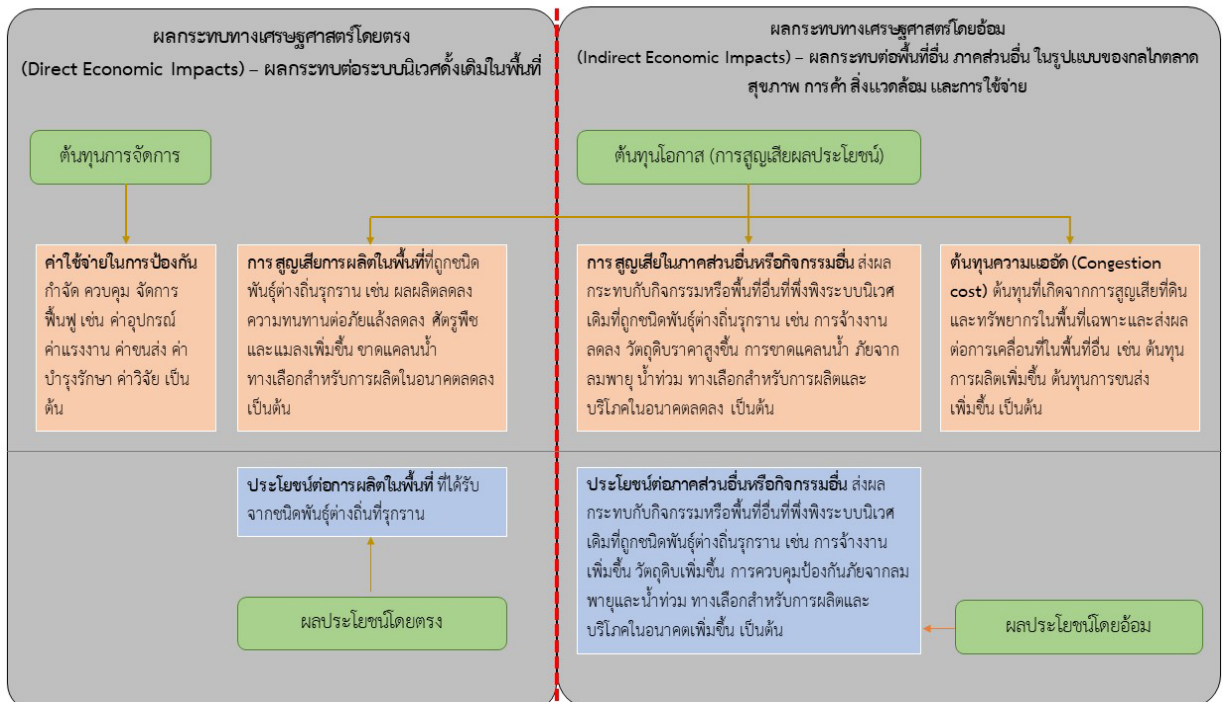 ผลกระทบทางเศรษฐศาสตร์โดยตรง
(Direct Economic Impacts) – ผลกระทบต่อระบบนิเวศดั้งเดิมในพื้นที่
ผลกระทบทางเศรษฐศาสตร์โดยอ้อม
(Indirect Economic Impacts) – ผลกระทบต่อพื้นที่อื่น ภาคส่วนอื่น ในรูปแบบของกลไกตลาด
สุขภาพ การค้า สิ่งแวดล้อม และการใช้จ่าย
ต้นทุนการจัดการ
ต้นทุนโอกาส (การสูญเสียผลประโยชน์)
ค่าใช้จ่ายในการป้องกัน
กำจัด ควบคุม จัดการ
ฟื้นฟู เช่น ค่าอุปกรณ์
ค่าแรงงาน ค่าขนส่ง ค่า
บำรุงรักษา ค่าวิจัย เป็น
ต้น
การ สูญเสียการผลิตในพื้นที่ที่ถูกชนิด
พันธุ์ต่างถิ่นรุกราน เช่น ผลผลิตลดลง
ความทนทานต่อภัยแล้งลดลง ศัตรูพืช
และแมลงเพิ่มขึ้น ขาดแคลนน้ำ
ทางเลือกสำหรับการผลิตในอนาคตลดลง
เป็นต้น
การ สูญเสียในภาคส่วนอื่นหรือกิจกรรมอื่น ส่งผล
กระทบกับกิจกรรมหรือพื้นที่อื่นที่พึ่งพิงระบบนิเวศ
เดิมที่ถูกชนิดพันธุ์ต่างถิ่นรุกราน เช่น การจ้างงาน
ลดลง วัตถุดิบราคาสูงขึ้น การขาดแคลนน้ำ ภัยจาก
ลมพายุ น้ำท่วม ทางเลือกสำหรับการผลิตและ
บริโภคในอนาคตลดลง เป็นต้น
ต้นทุนความแออัด (Congestion
cost) ต้นทุนที่เกิดจากการสูญเสียที่ดิน
และทรัพยากรในพื้นที่เฉพาะและส่งผล
ต่อการเคลื่อนที่ในพื้นที่อื่น เช่น ต้นทุน
การผลิตเพิ่มขึ้น ต้นทุนการขนส่ง
เพิ่มขึ้น เป็นต้น
ประโยชน์ต่อการผลิตในพื้นที่ ที่ได้รับ
จากชนิดพันธุ์ต่างถิ่นที่รุกราน
ประโยชน์ต่อภาคส่วนอื่นหรือกิจกรรมอื่น ส่งผล
กระทบกับกิจกรรมหรือพื้นที่อื่นที่พึ่งพิงระบบนิเวศ
เดิมที่ถูกชนิดพันธุ์ต่างถิ่นรุกราน เช่น การจ้างงาน
เพิ่มขึ้น วัตถุดิบเพิ่มขึ้น การควบคุมป้องกันภัยจากลม
พายุและน้ำท่วม ทางเลือกสำหรับการผลิตและ
บริโภคในอนาคตเพิ่มขึ้น เป็นต้น
ผลประโยชน์โดยตรง
ผลประโยชน์โดยอ้อม